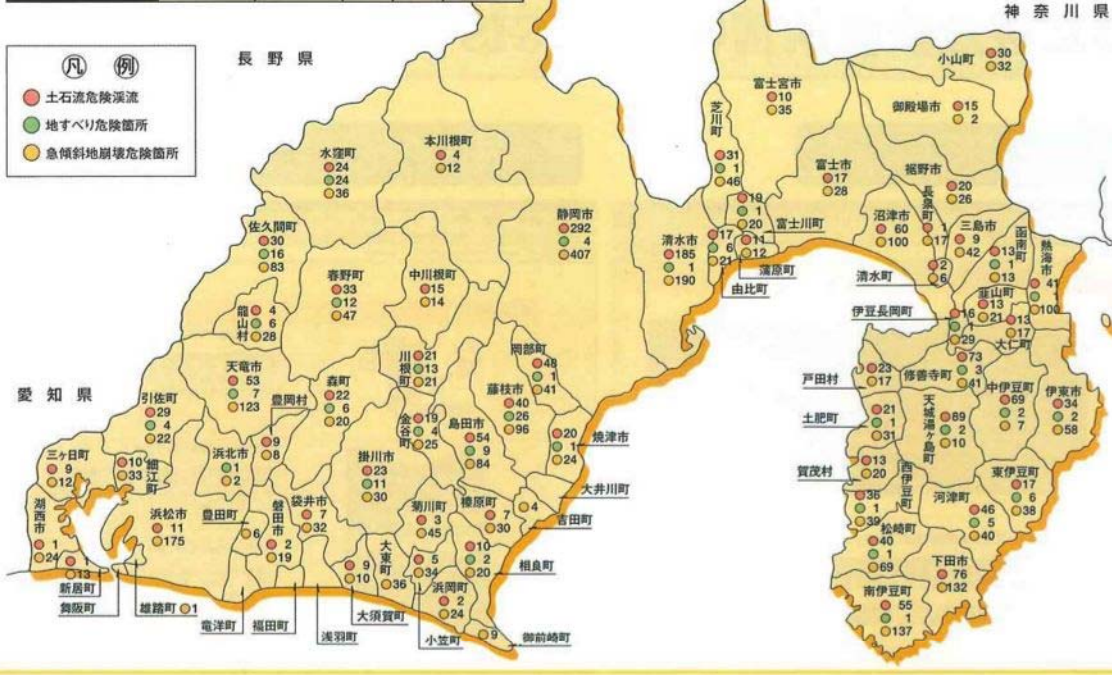 神奈川県
長野県
愛知県
凡例
土石流危険渓流
地すべり危険箇所
急傾斜地崩壊危険箇所
小山町
30
32
御殿場市
15
2
富士宮市
10
35
芝川町
31
1
46
富士市
17
28
裾野市
20
26
長泉町
1
17
沼津市
60
100
三島市
9
42
函南町
13
1
13
熱海市
41
1
100
清水町
2
6
韮山町
13
21
伊豆長岡町
16
1
29
大仁町
13
17
富士川町
19
1
20
蒲原町
11
12
由比町
17
6
21
清水市
185
1
190
静岡市
292
4
407
本川根町
4
12
水窪町
24
24
36
佐久間町
30
16
83
春野町
33
12
47
中川根町
15
14
龍山村
4
6
28
天竜市
53
7
123
森町
22
6
20
川根町
21
13
21
岡部町
48
1
41
藤枝市
40
26
96
島田市
54
9
84
金谷町
19
4
25
焼津市
20
1
24
大井川町
吉田町
4
引佐町
29
4
22
豊岡村
9
8
浜北市
1
2
三ヶ日町
9
12
細江町
10
33
湖西市
1
24
新居町
1
13
舞阪町
雄踏町
1
浜松市
11
175
豊田町
6
磐田市
2
19
袋井市
7
32
掛川市
23
11
30
菊川町
3
45
榛原町
7
30
相良町
10
2
20
大東町
36
大須賀町
9
10
小笠町
5
34
浜岡町
2
24
御前崎町
9
竜洋町
福田町
浅羽町
戸田村
23
17
修善寺町
73
3
41
中伊豆町
69
2
7
伊東市
34
2
58
土肥町
21
1
31
天城湯ヶ島町
89
2
10
賀茂村
13
20
西伊豆町
36
1
39
東伊豆町
17
6
38
河津町
46
5
40
松崎町
40
1
69
下田市
76
132
南伊豆町
55
1
137